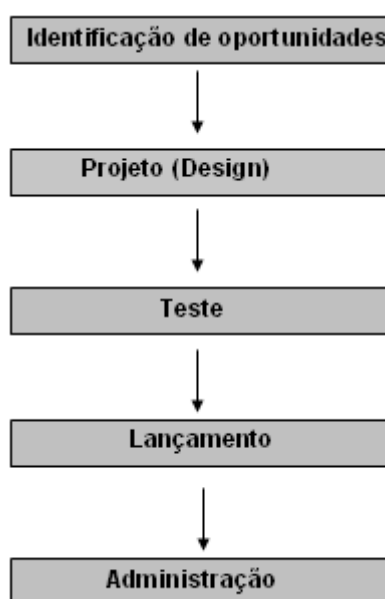 Identificação de oportunidades
Projeto (Design)
Teste
Lançamento
Administração